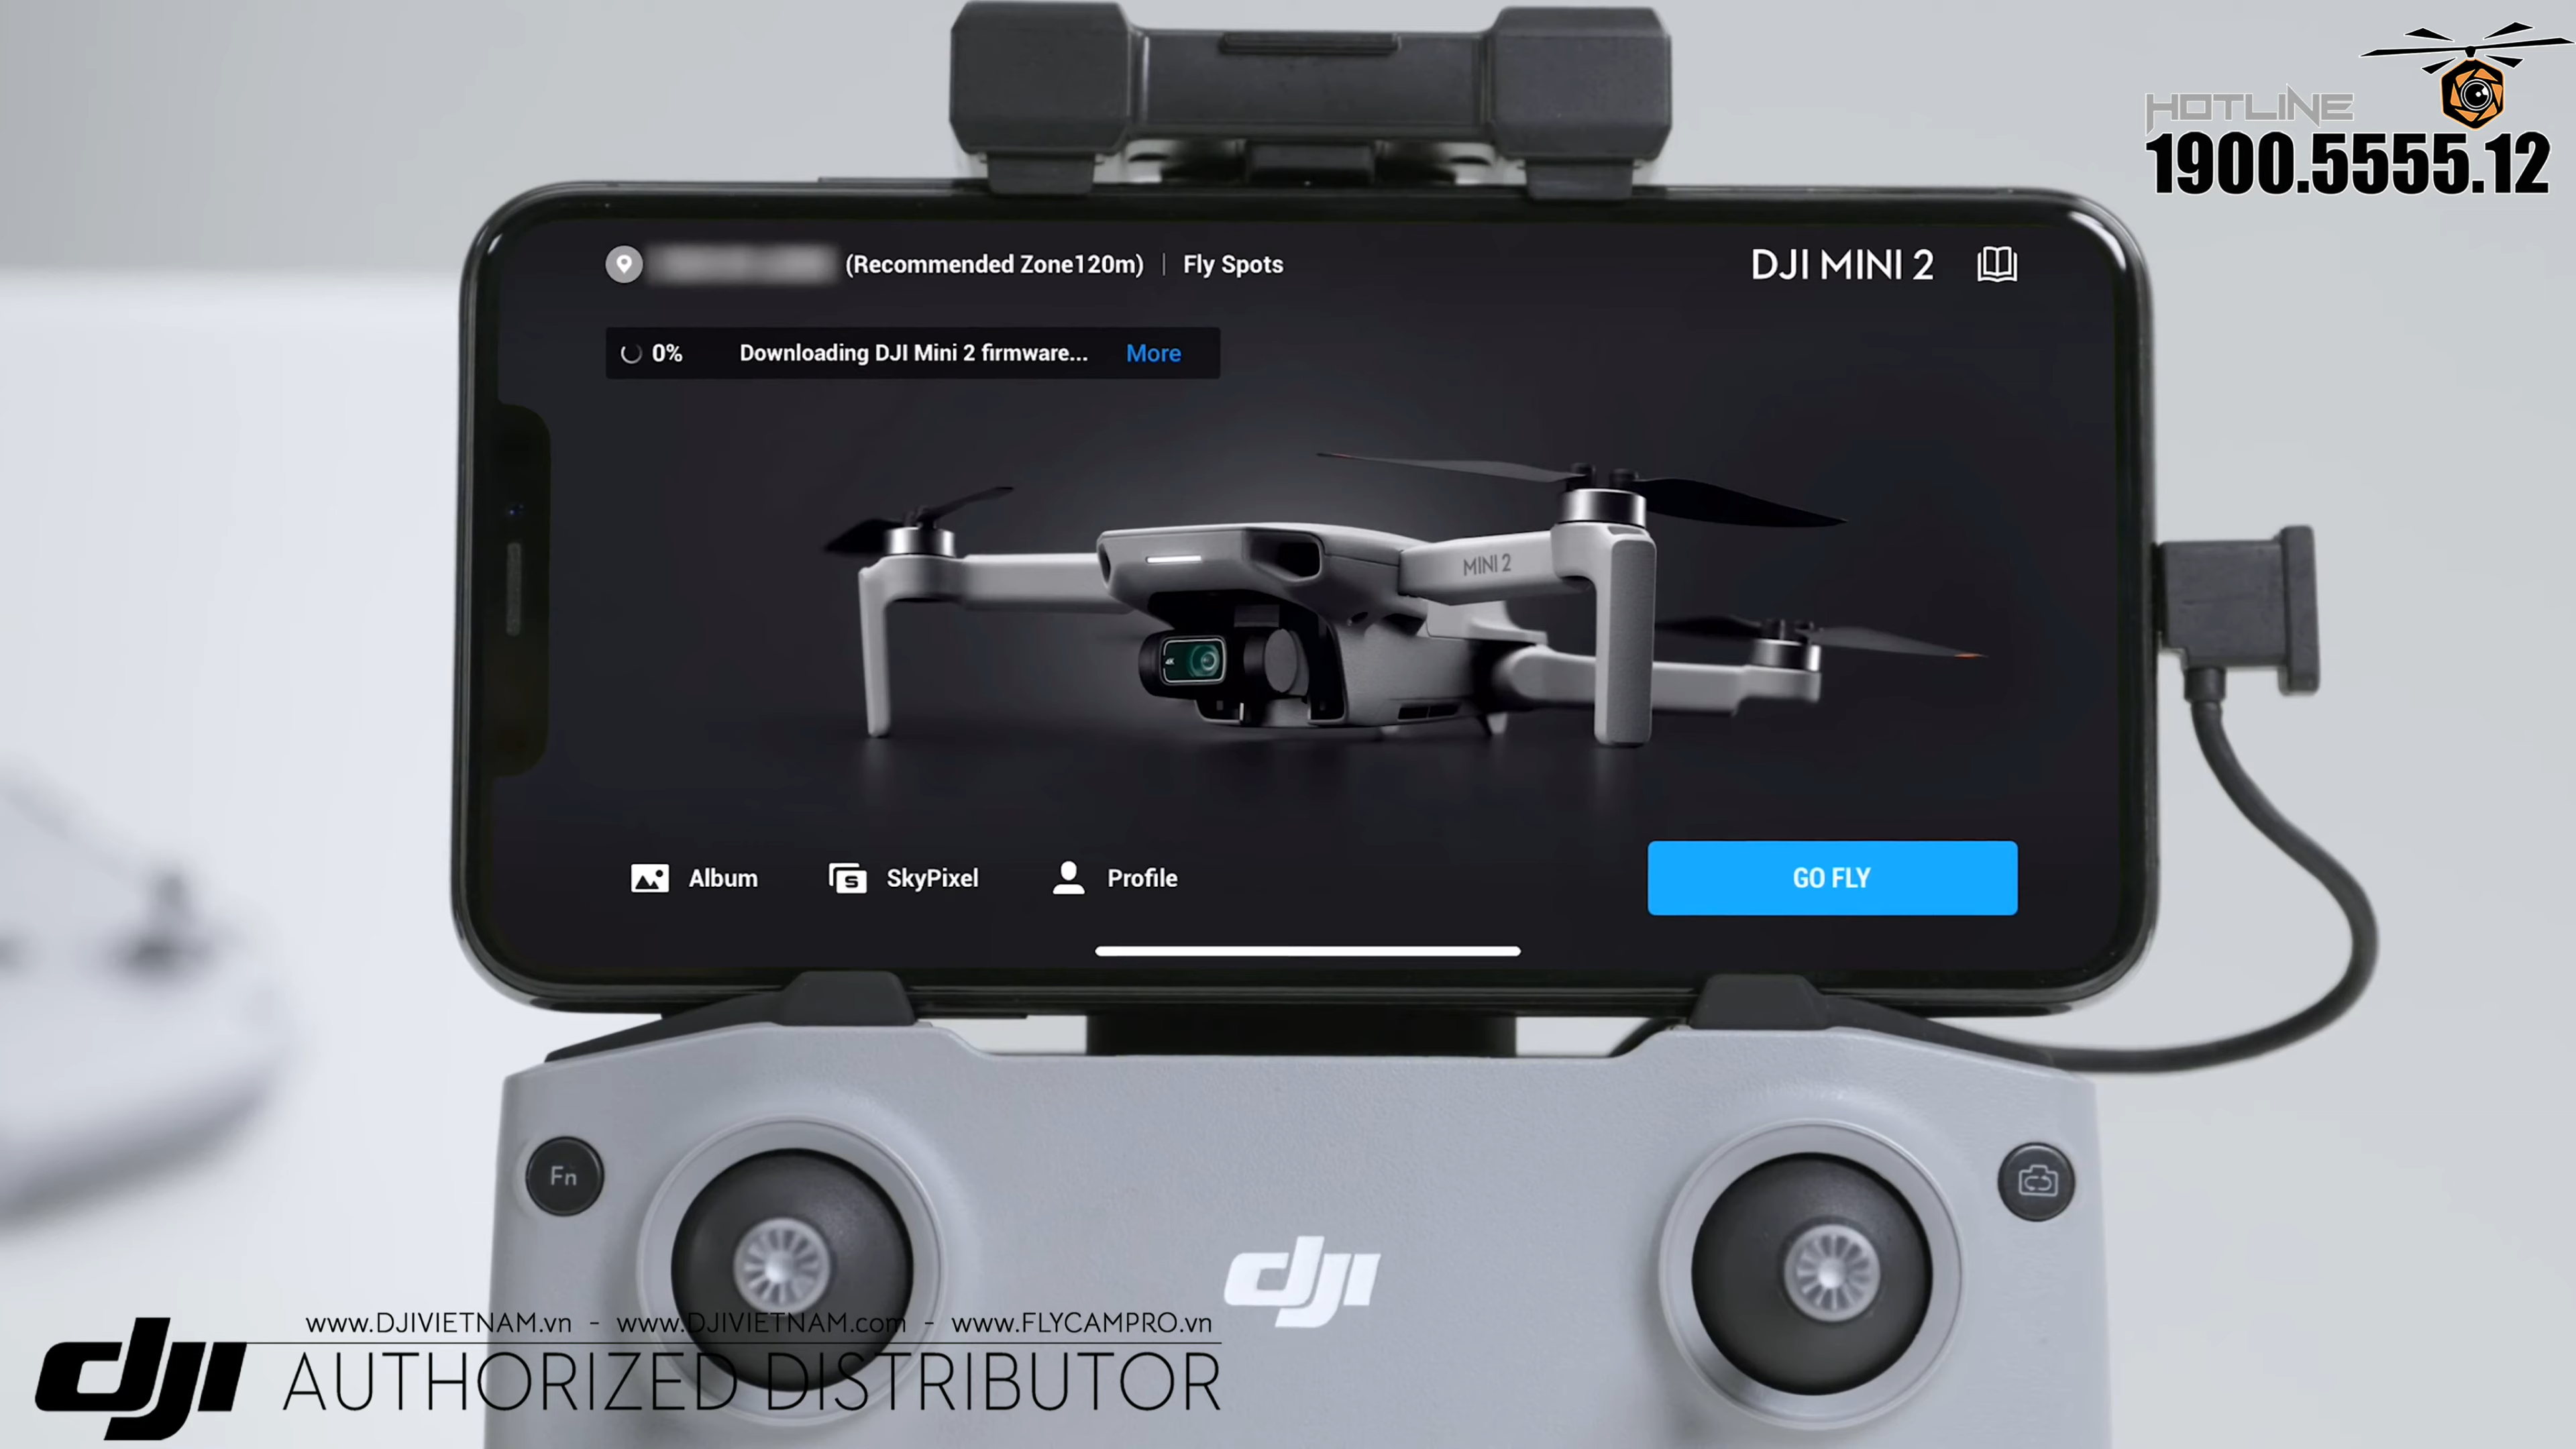 HOTLINE
1900.5555.12
(Recommended Zone120m) | Fly Spots
DJI MINI 2
0% Downloading DJI Mini 2 firmware... More
MINI 2
4K
Album SkyPixel Profile
GO FLY
Fn
dji
www.DJIVIETNAM.vn - www.DJIVIETNAM.com - www.FLYCAMPRO.vn
dji AUTHORIZED DISTRIBUTOR